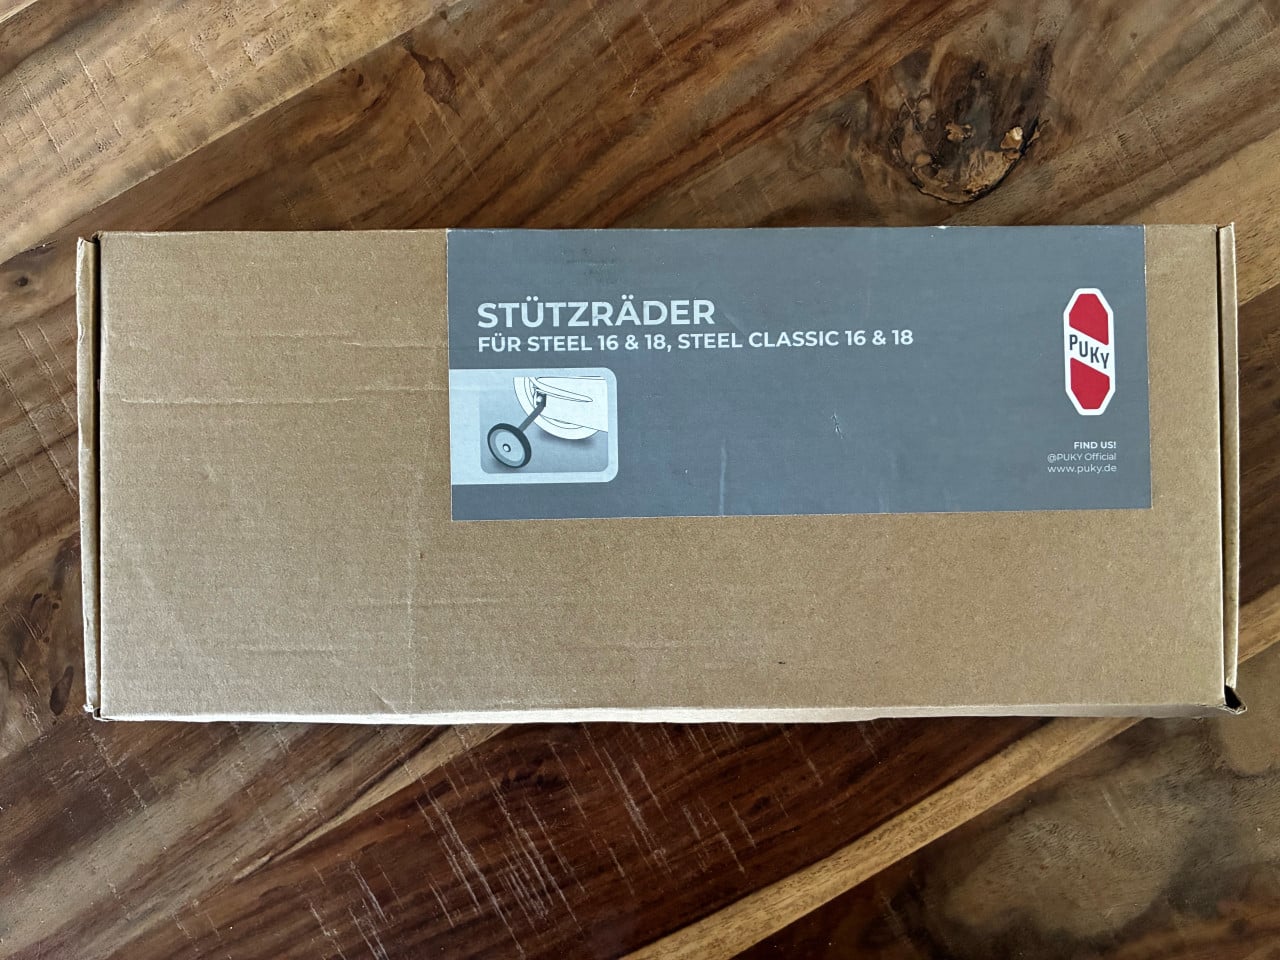 STÜTZRÄDER
FÜR STEEL 16 & 18, STEEL CLASSIC 16 & 18
PUKY
FIND US!
@PUKY Official
www.puky.de